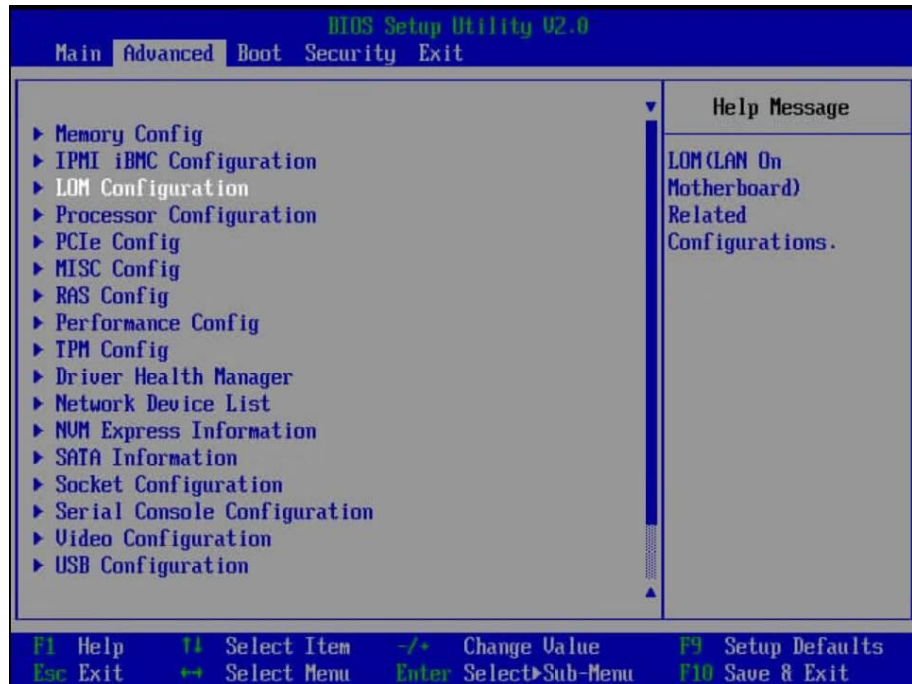 BIOS Setup Utility V2.0
Main Advanced Boot Security Exit
Help Message
▶ Memory Config
▶ IPMI iBMC Configuration
▶ LOM Configuration
▶ Processor Configuration
▶ PCIe Config
▶ MISC Config
▶ RAS Config
▶ Performance Config
▶ TPM Config
▶ Driver Health Manager
▶ Network Device List
▶ NVM Express Information
▶ SATA Information
▶ Socket Configuration
▶ Serial Console Configuration
▶ Video Configuration
▶ USB Configuration
LOM(LAN On
Motherboard)
Related
Configurations.
F1 Help ↑↓ Select Item -/+ Change Value F9 Setup Defaults
Esc Exit ↔ Select Menu Enter Select▶Sub-Menu F10 Save & Exit